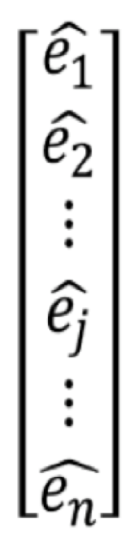 ê₁
ê₂
⋮
êⱼ
⋮
êₙ